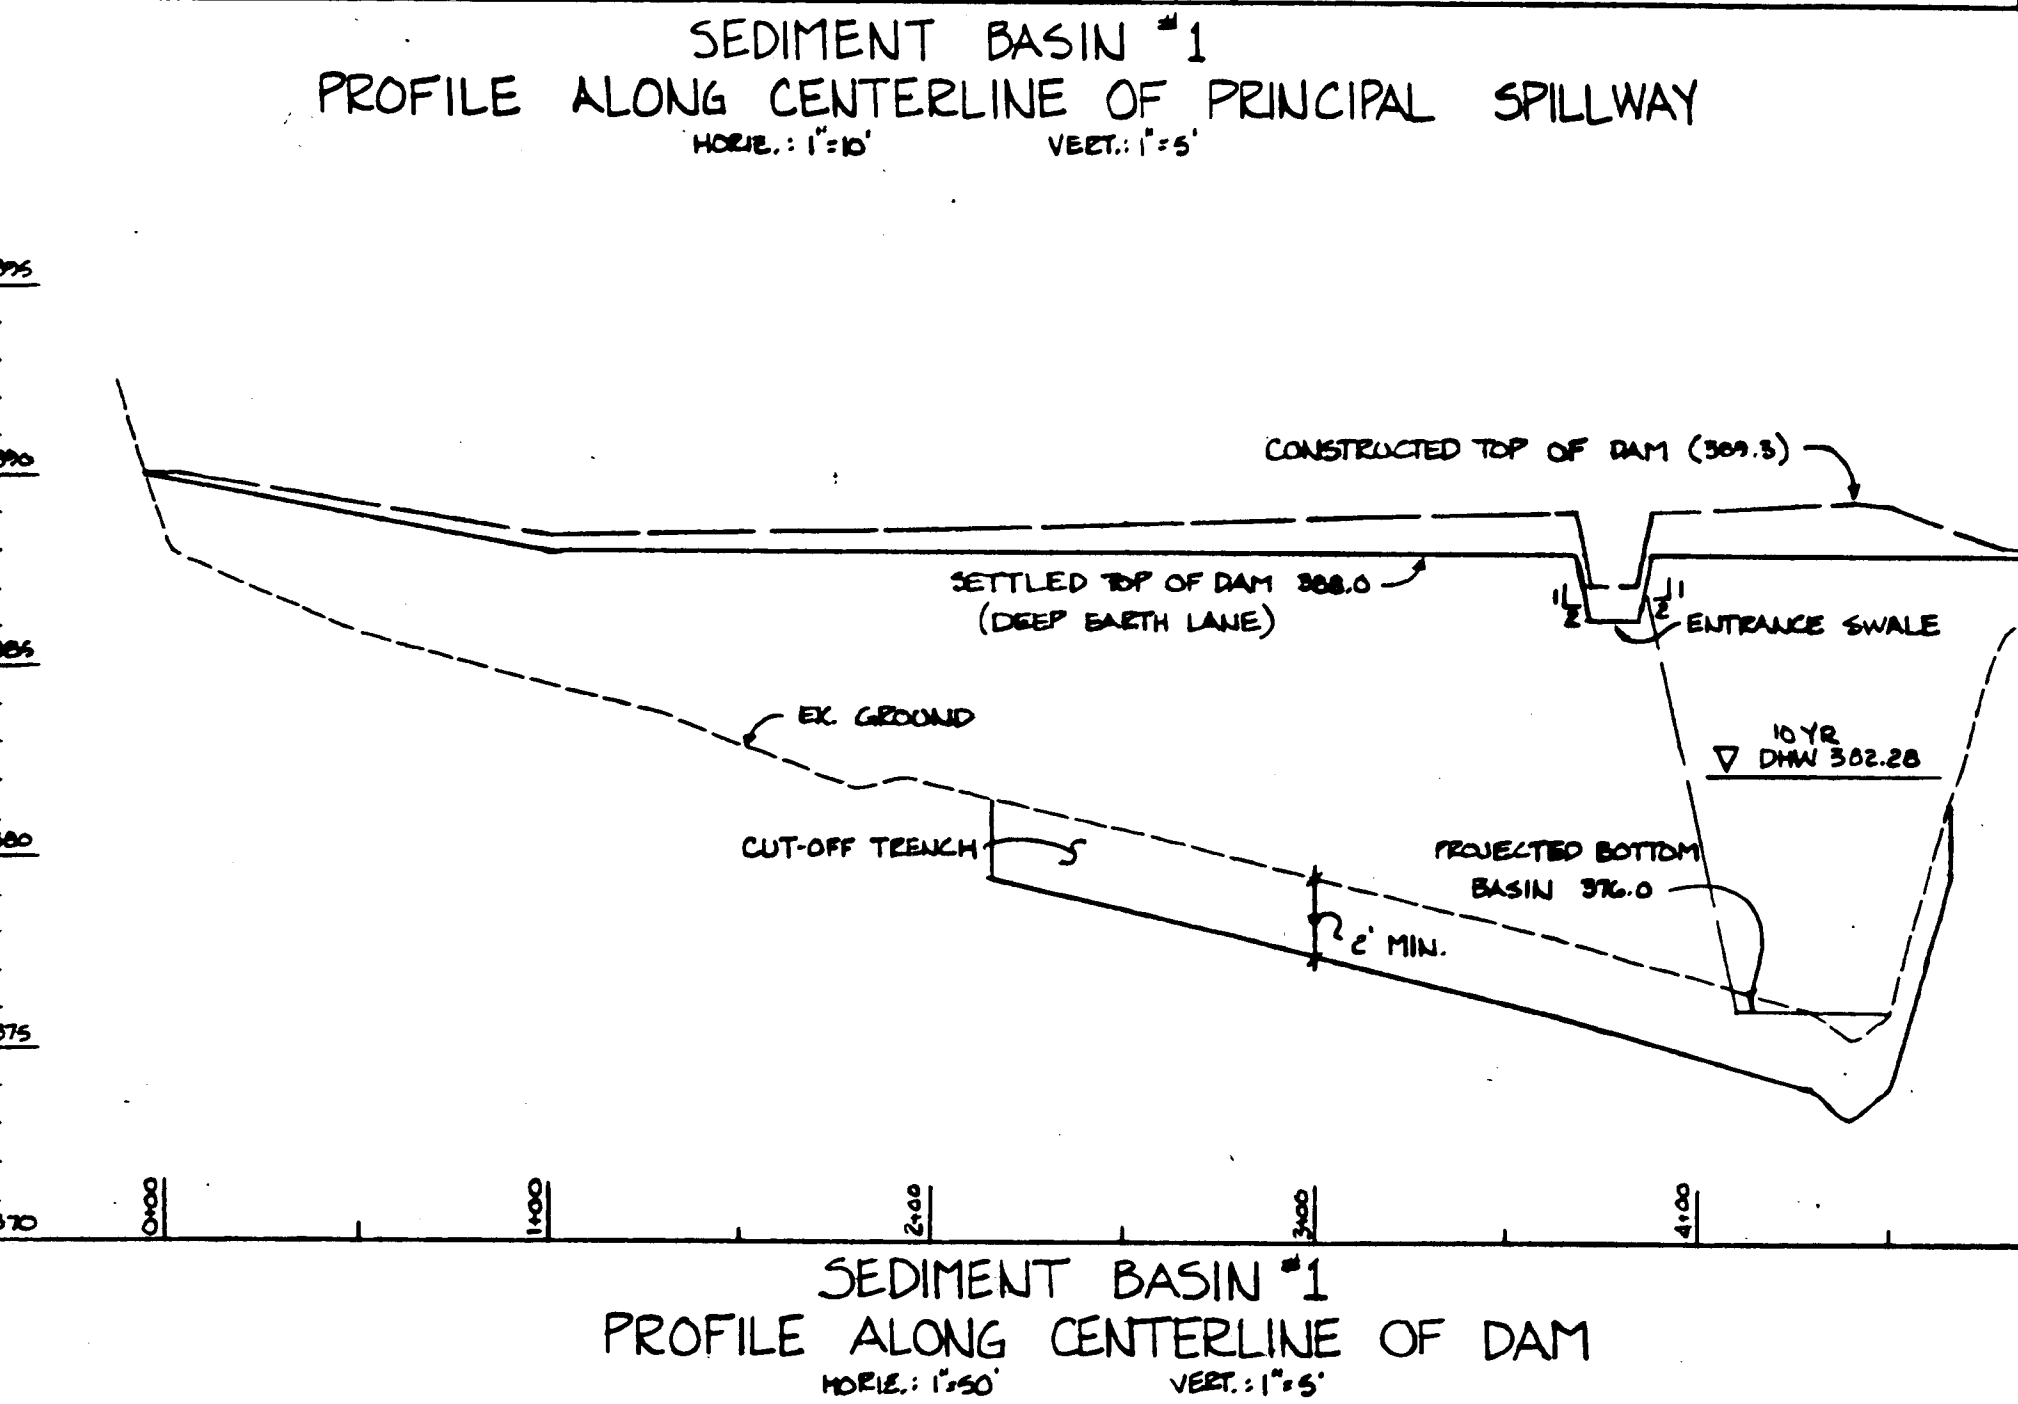 SEDIMENT BASIN #1
PROFILE ALONG CENTERLINE OF PRINCIPAL SPILLWAY
HORIZ.: 1"=10' VERT.: 1"=5'
395
390
CONSTRUCTED TOP OF DAM (389.3)
SETTLED TOP OF DAM 388.0
(DEEP EARTH LANE)
1
2
1
2
ENTRANCE SWALE
385
EX. GROUND
10 YR
DHW 382.28
380
CUT-OFF TRENCH
PROJECTED BOTTOM
BASIN 376.0
2' MIN.
375
370
0+00
1+00
2+00
3+00
4+00
SEDIMENT BASIN #1
PROFILE ALONG CENTERLINE OF DAM
HORIZ.: 1"=50' VERT.: 1"=5'